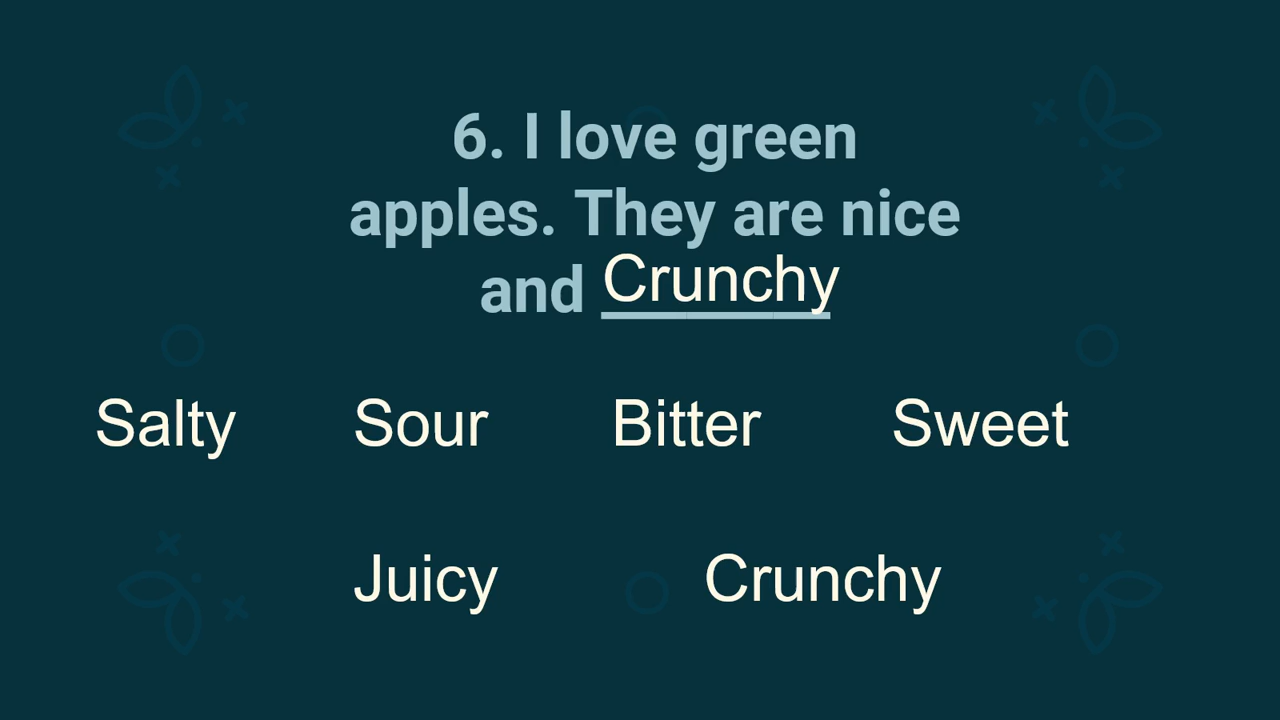 6. I love green
apples. They are nice
and Crunchy
Salty Sour Bitter Sweet
Juicy Crunchy